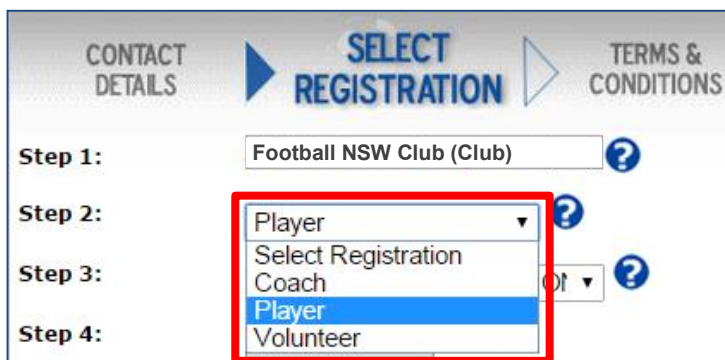 CONTACT DETAILS
SELECT REGISTRATION
TERMS & CONDITIONS
Step 1:
Football NSW Club (Club)
?
Step 2:
Player
?
Select Registration
Coach
Step 3:
?
Player
Volunteer
Step 4: